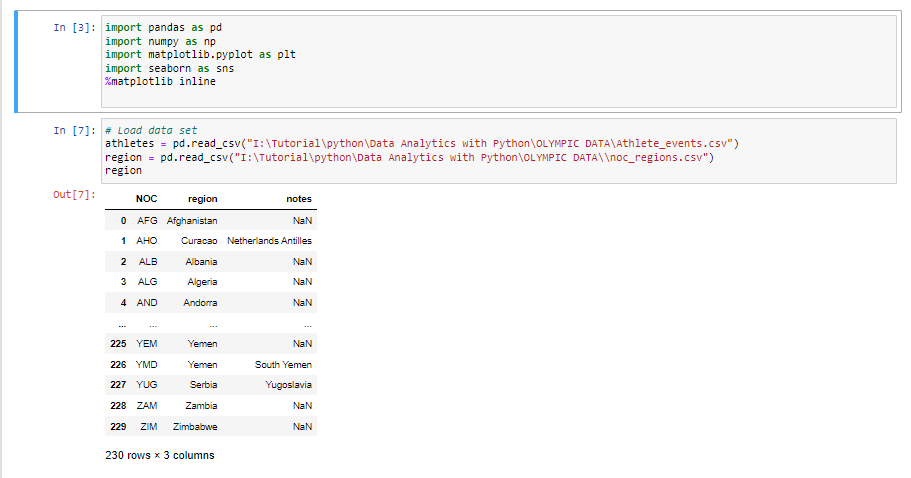 In [3]: import pandas as pd
import numpy as np
import matplotlib.pyplot as plt
import seaborn as sns
%matplotlib inline
In [7]: # Load data set
athletes = pd.read_csv("I:\Tutorial\python\Data Analytics with Python\OLYMPIC DATA\Athlete_events.csv")
region = pd.read_csv("I:\Tutorial\python\Data Analytics with Python\OLYMPIC DATA\\noc_regions.csv")
region
Out[7]:
NOC region notes
0 AFG Afghanistan NaN
1 AHO Curacao Netherlands Antilles
2 ALB Albania NaN
3 ALG Algeria NaN
4 AND Andorra NaN
... ... ... ...
225 YEM Yemen NaN
226 YMD Yemen South Yemen
227 YUG Serbia Yugoslavia
228 ZAM Zambia NaN
229 ZIM Zimbabwe NaN
230 rows × 3 columns